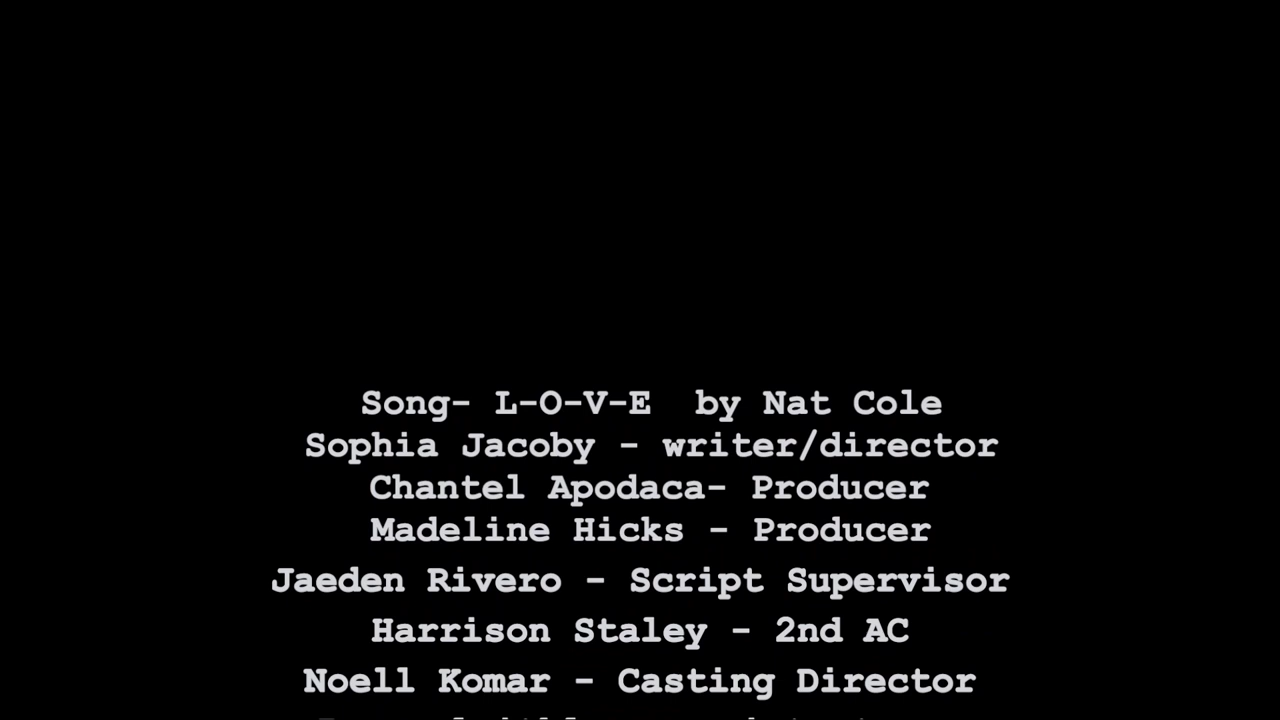 Song- L-O-V-E  by Nat Cole
Sophia Jacoby - writer/director
Chantel Apodaca- Producer
Madeline Hicks - Producer
Jaeden Rivero - Script Supervisor
Harrison Staley - 2nd AC
Noell Komar - Casting Director